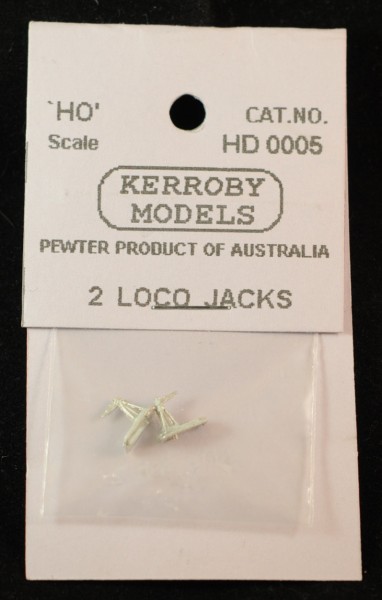 `HO' CAT.NO.
Scale HD 0005
KERROBY
MODELS
PEWTER PRODUCT OF AUSTRALIA
2 LOCO JACKS